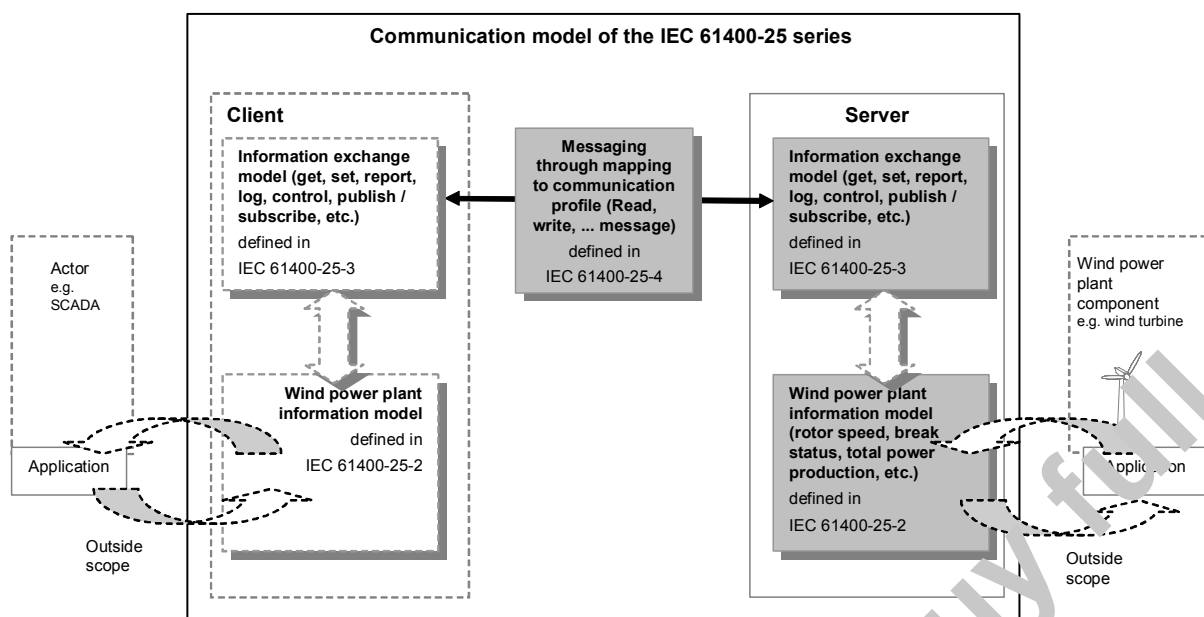 Communication model of the IEC 61400-25 series
Client
Information exchange
model (get, set, report,
log, control, publish /
subscribe, etc.)
defined in
IEC 61400-25-3
Messaging
through mapping
to communication
profile (Read,
write, ... message)
defined in
IEC 61400-25-4
Server
Information exchange
model (get, set, report,
log, control, publish /
subscribe, etc.)
defined in
IEC 61400-25-3
Actor
e.g.
SCADA
Application
Outside
scope
Wind power plant
information model
defined in
IEC 61400-25-2
Wind power plant
information model
(rotor speed, break
status, total power
production, etc.)
defined in
IEC 61400-25-2
Wind power
plant
component
e.g. wind turbine
Application
Outside
scope
full